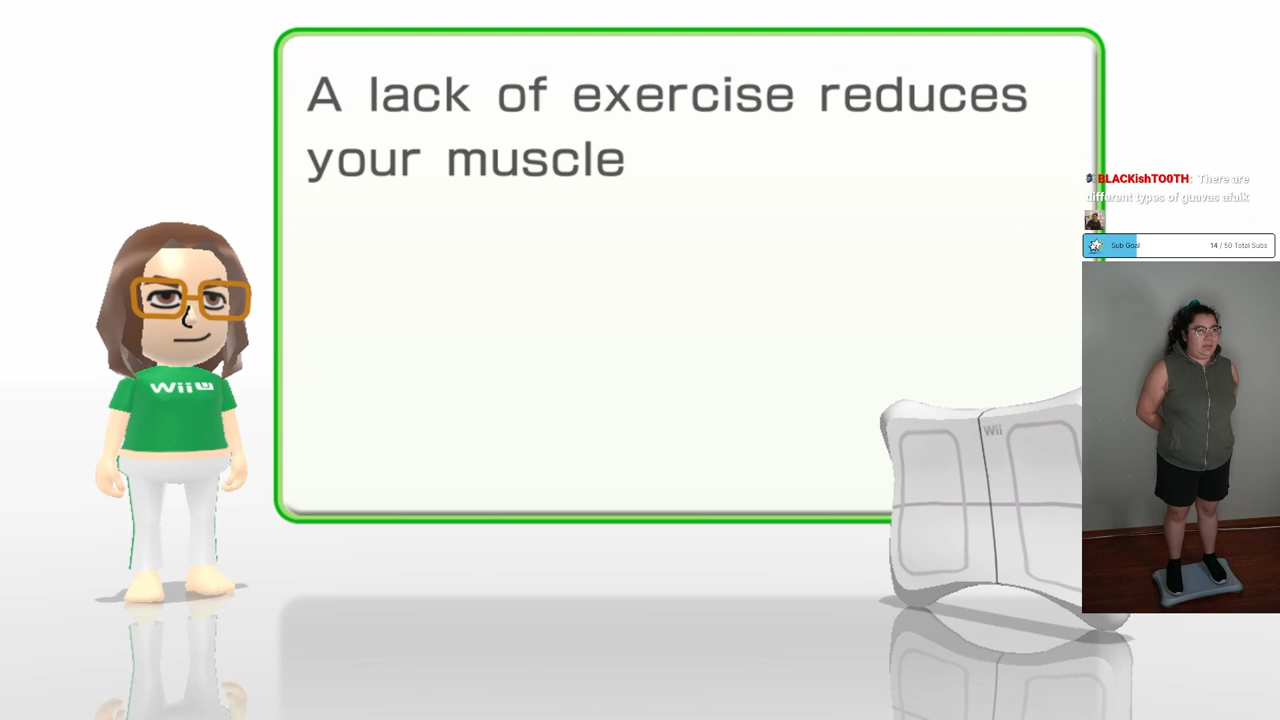 A lack of exercise reduces
your muscle
Wii U
Wii
BLACKishTO0TH: There are
different types of guavas afaik
Sub Goal
14 / 50 Total Subs